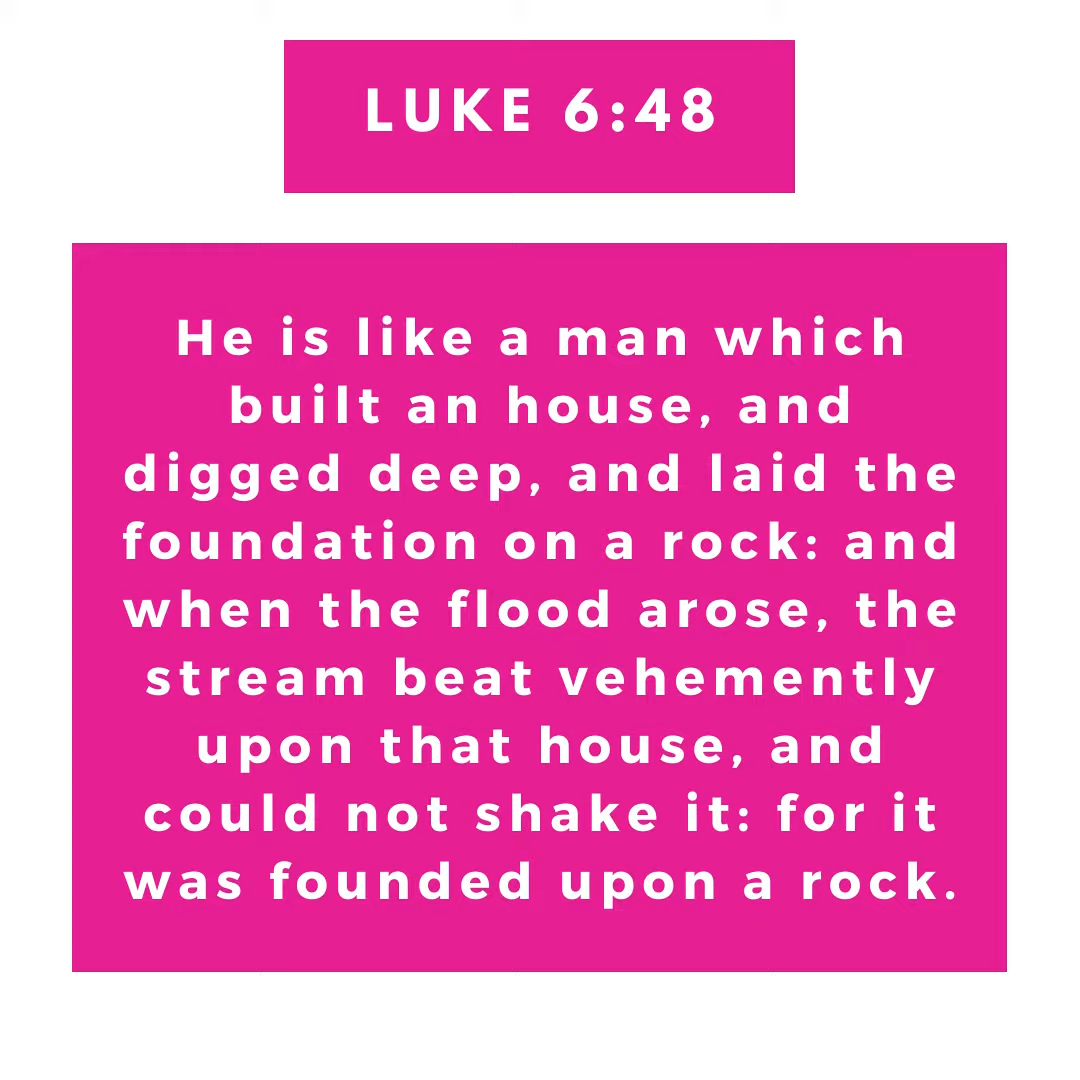 LUKE 6:48
He is like a man which
built an house, and
digged deep, and laid the
foundation on a rock: and
when the flood arose, the
stream beat vehemently
upon that house, and
could not shake it: for it
was founded upon a rock.